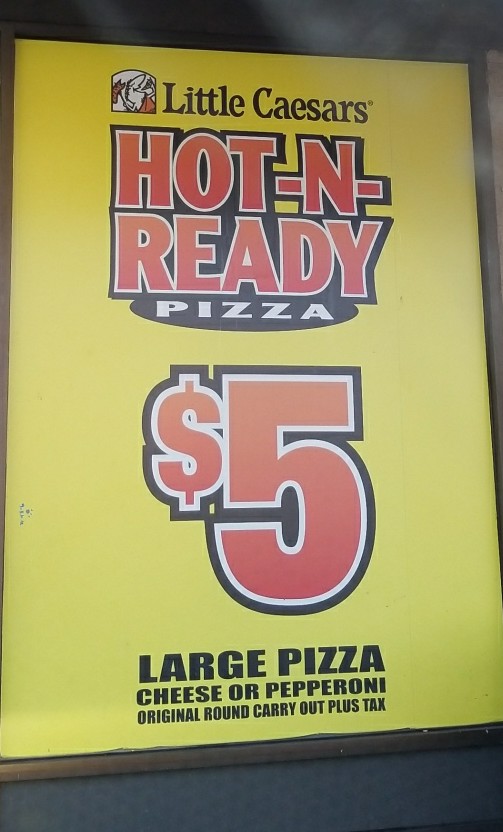 Little Caesars®
HOT-N-
READY
PIZZA
$5
LARGE PIZZA
CHEESE OR PEPPERONI
ORIGINAL ROUND CARRY OUT PLUS TAX